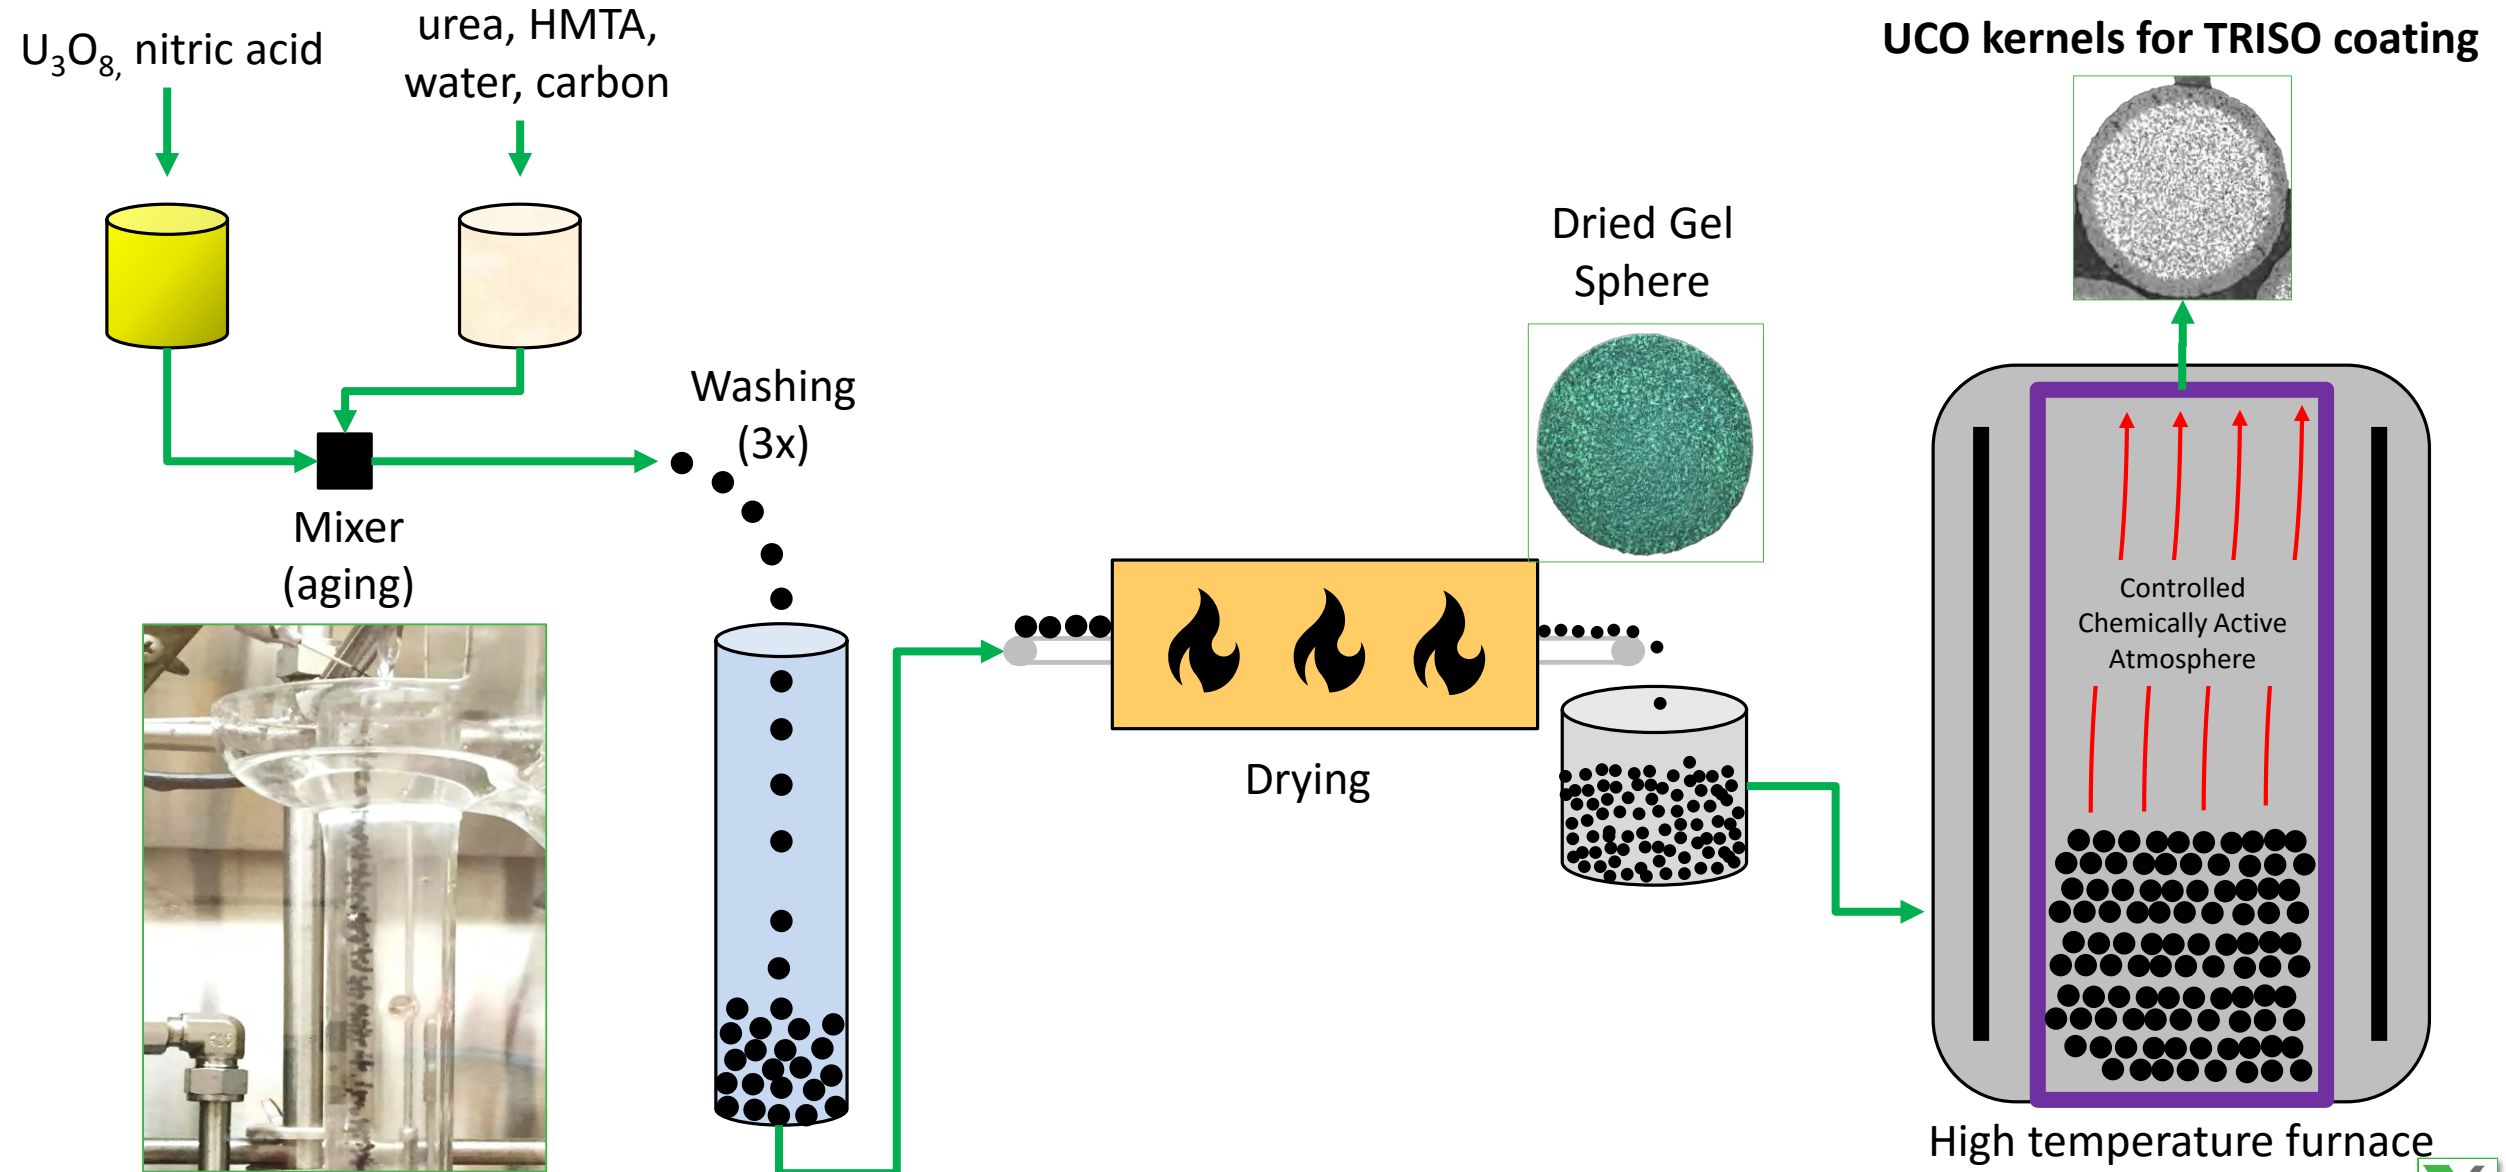 U3O8, nitric acid
urea, HMTA,
water, carbon
UCO kernels for TRISO coating
Dried Gel
Sphere
Washing
(3x)
Mixer
(aging)
Drying
Controlled
Chemically Active
Atmosphere
High temperature furnace